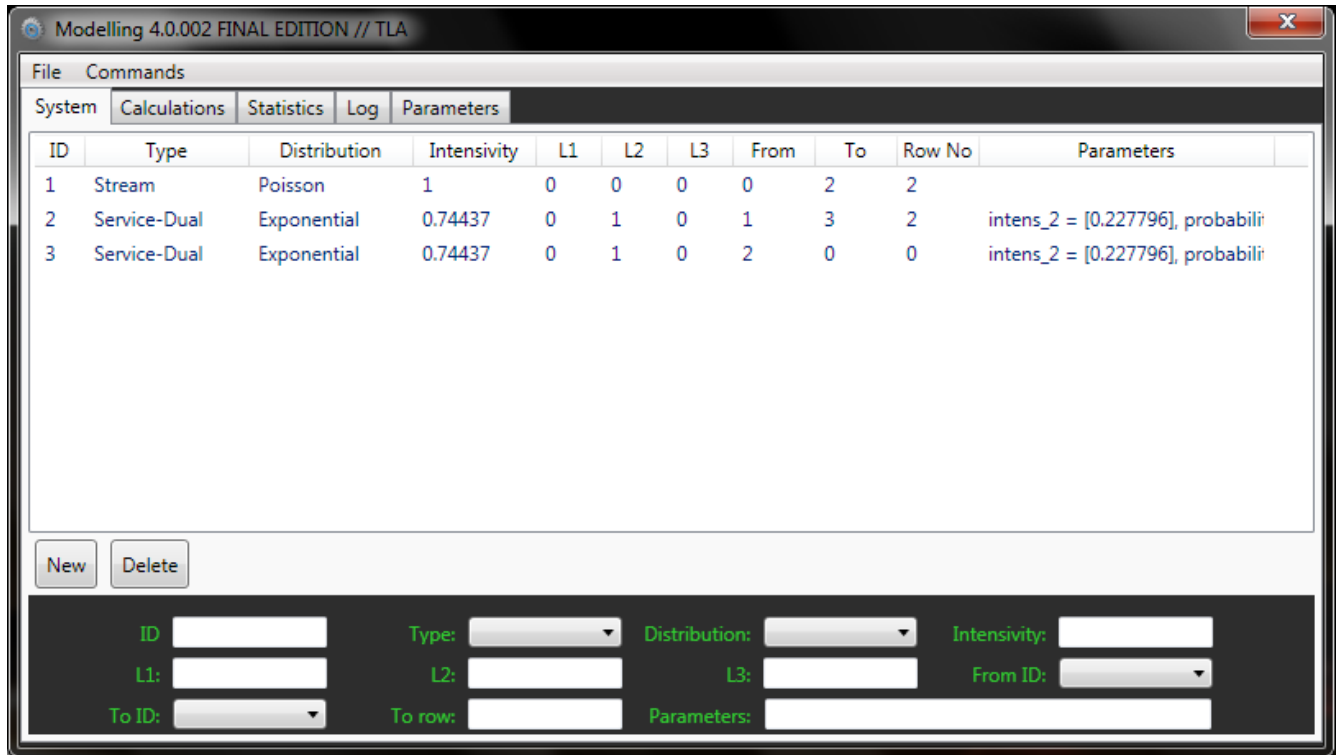 Modelling 4.0.002 FINAL EDITION // TLA
x
File Commands
System Calculations Statistics Log Parameters
ID Type Distribution Intensivity L1 L2 L3 From To Row No Parameters
1 Stream Poisson 1 0 0 0 0 2 2
2 Service-Dual Exponential 0.74437 0 1 0 1 3 2 intens_2 = [0.227796],
3 Service-Dual Exponential 0.74437 0 1 0 2 0 0 intens_2 = [0.227796],
New Delete
ID Type: Distribution: Intensivity:
L1: L2: L3: From ID:
To ID: To row: Parameters: